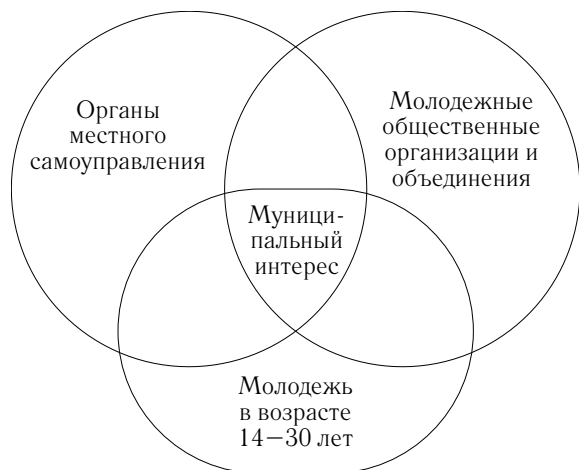 Органы
местного
самоуправления
Молодежные
общественные
организации и
объединения
Муници-
пальный
интерес
Молодежь
в возрасте
14–30 лет